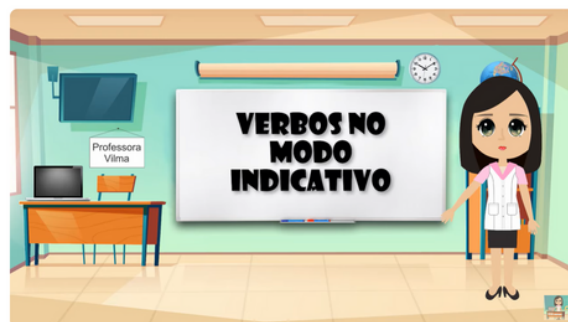 VERBOS NO
MODO
INDICATIVO
Professora
Vilma